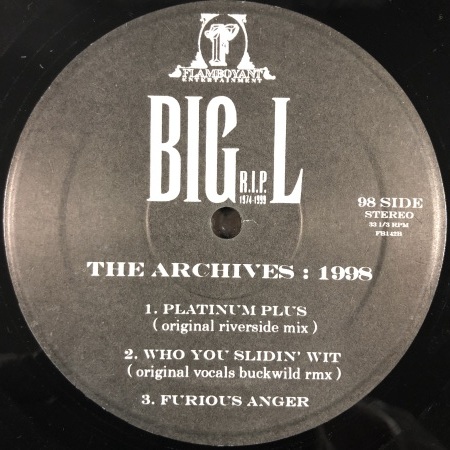 FLAMBOYANT
ENTERTAINMENT
BIG L
R.I.P.
1974-1999
98 SIDE
STEREO
33 1/3 RPM
THE ARCHIVES : 1998
1. PLATINUM PLUS
( original riverside mix )
2. WHO YOU SLIDIN' WIT
( original vocals buckwild rmx )
3. FURIOUS ANGER